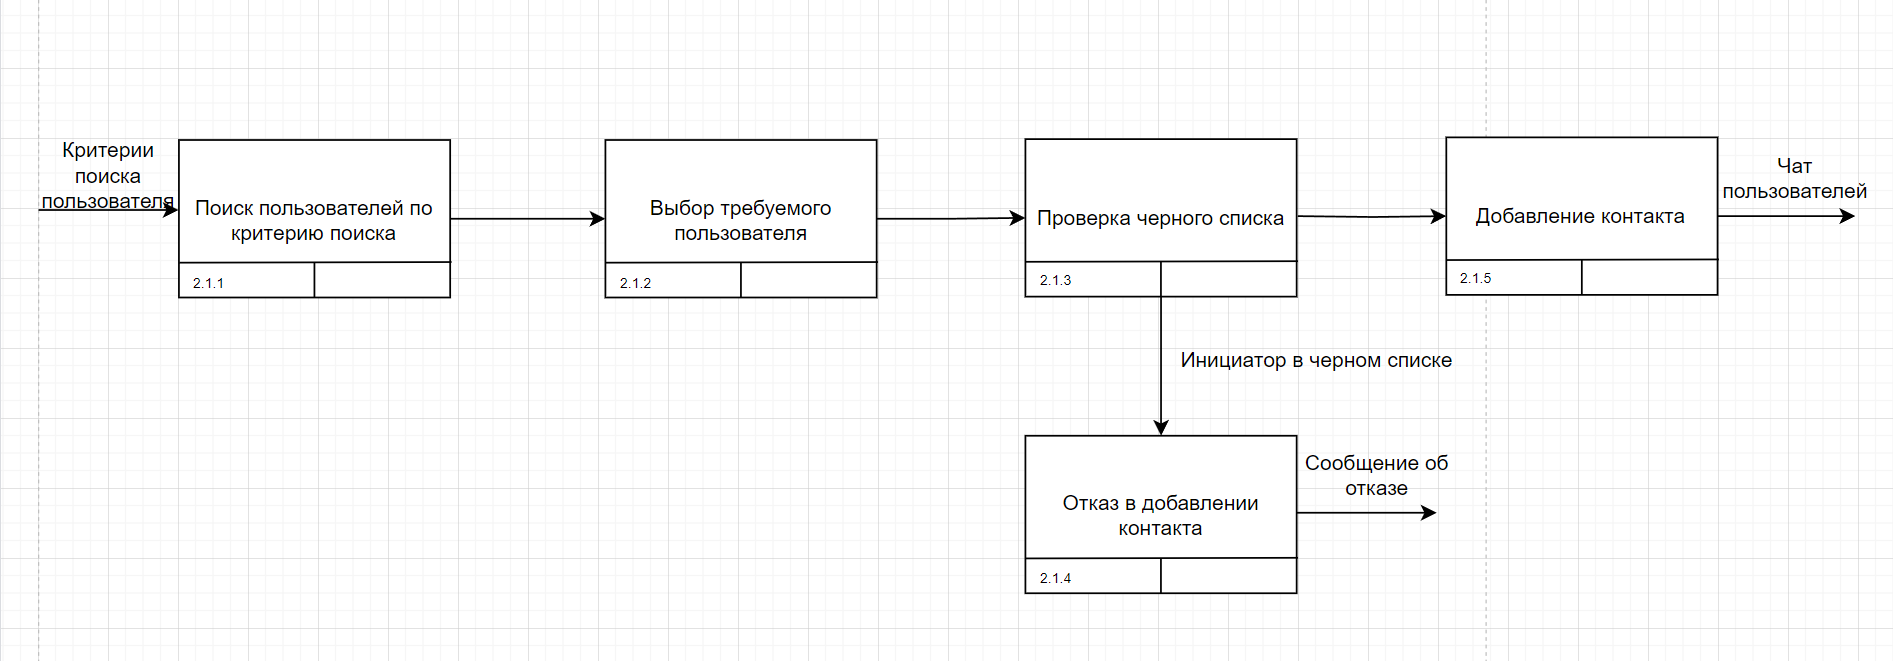 Критерии
поиска
пользователя
Поиск пользователей по
критерию поиска
2.1.1
Выбор требуемого
пользователя
2.1.2
Проверка черного списка
2.1.3
Добавление контакта
2.1.5
Чат
пользователей
Инициатор в черном списке
Отказ в добавлении
контакта
2.1.4
Сообщение об
отказе